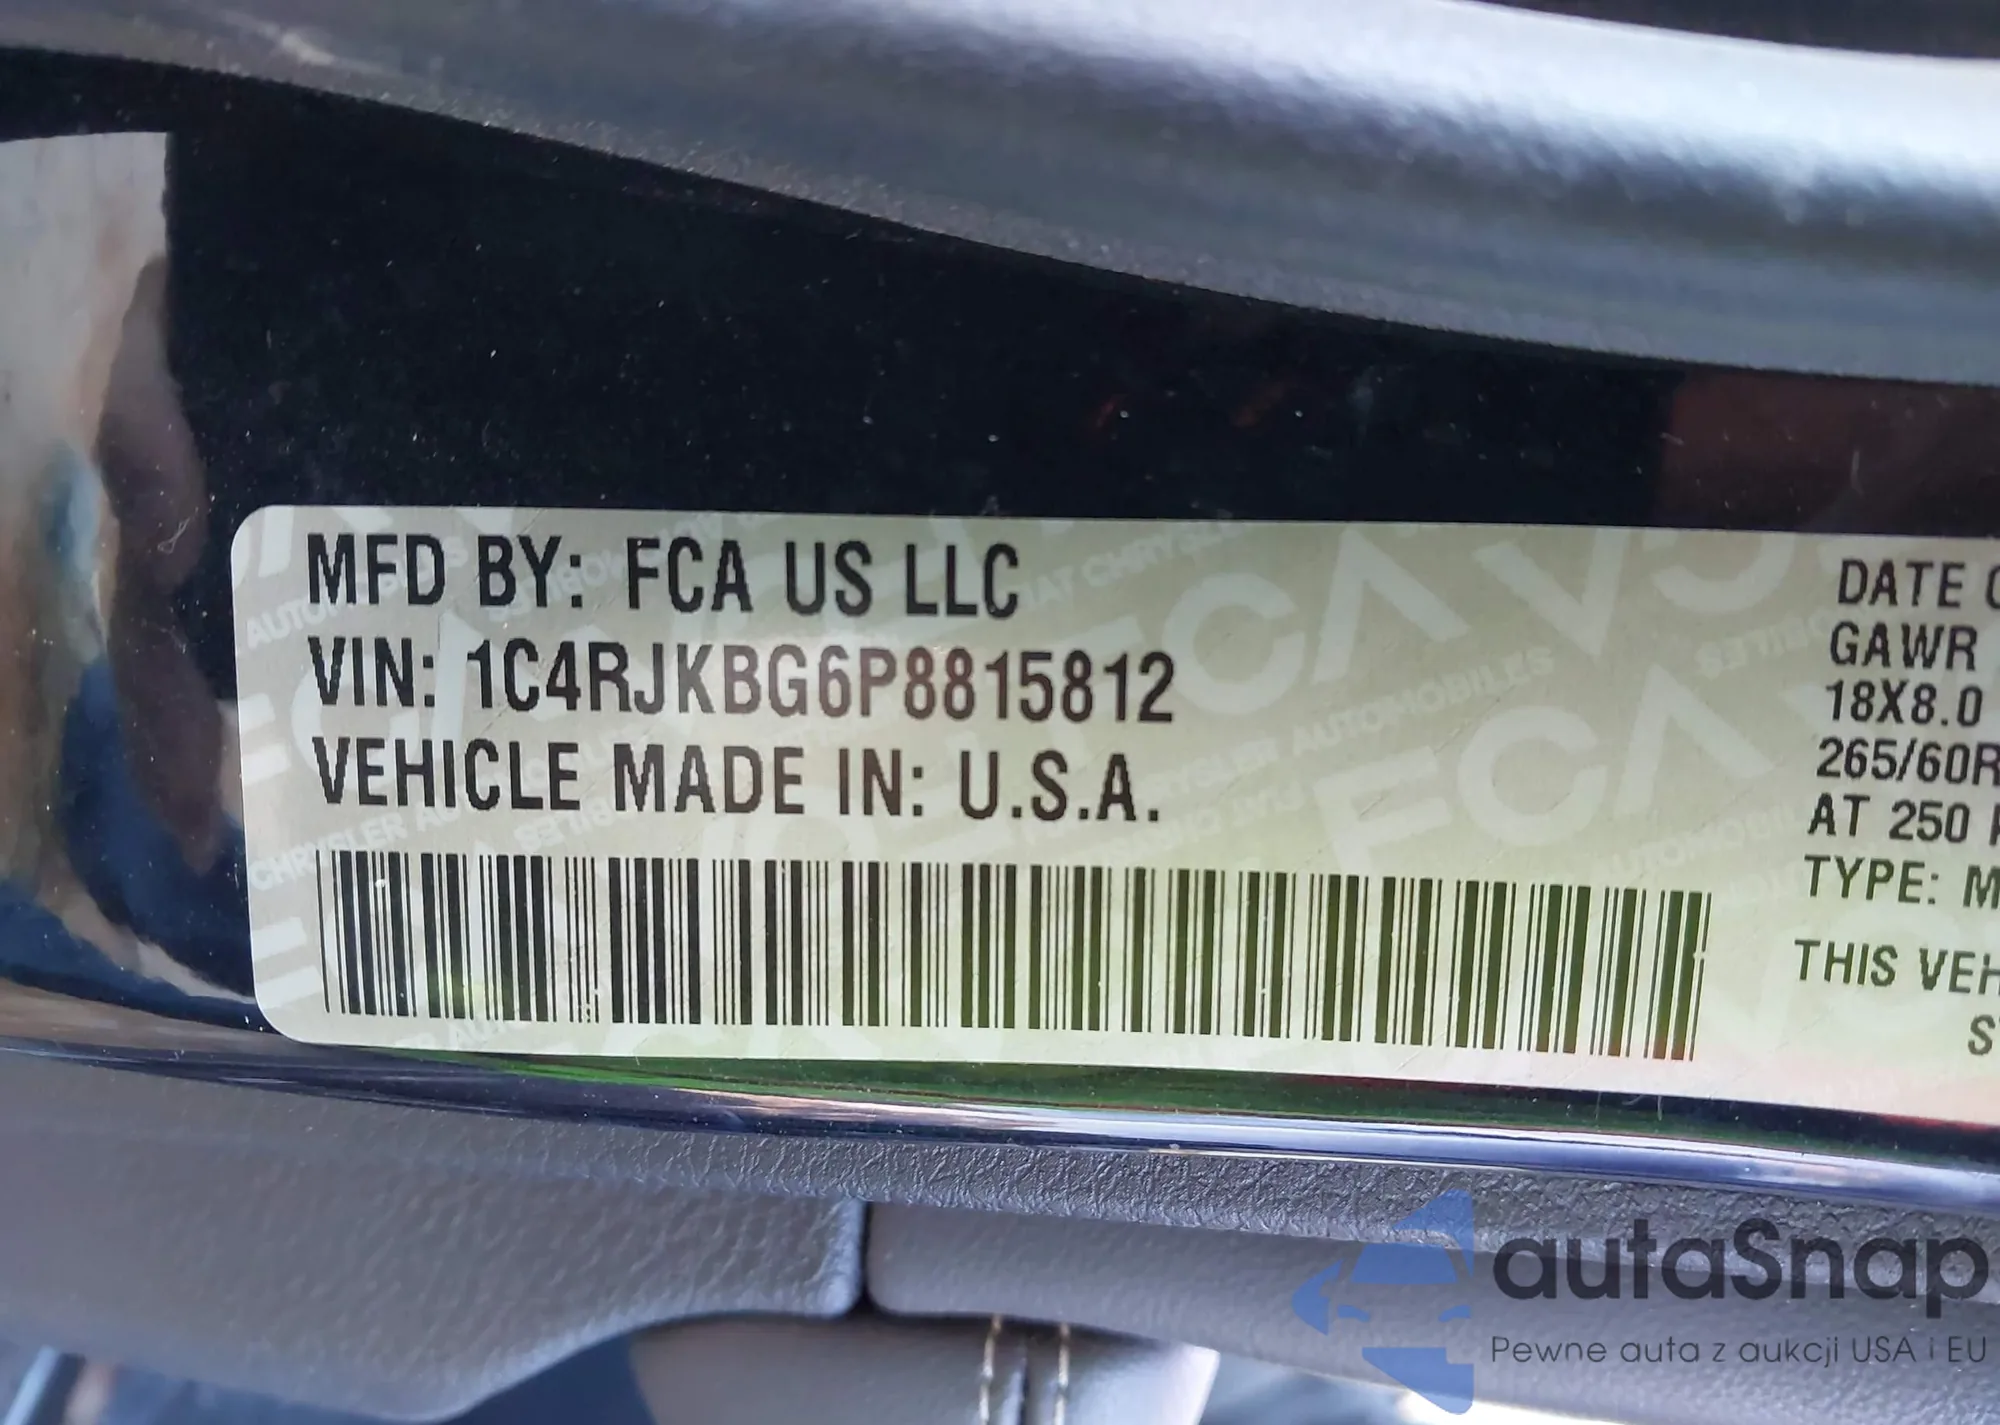 MFD BY: FCA US LLC
VIN: 1C4RJKBG6P8815812
VEHICLE MADE IN: U.S.A.
DATE
GAWR
18X8.0
265/60R
AT 250
TYPE: M
THIS VEH
autaSnap
Pewne auta z aukcji USA i EU